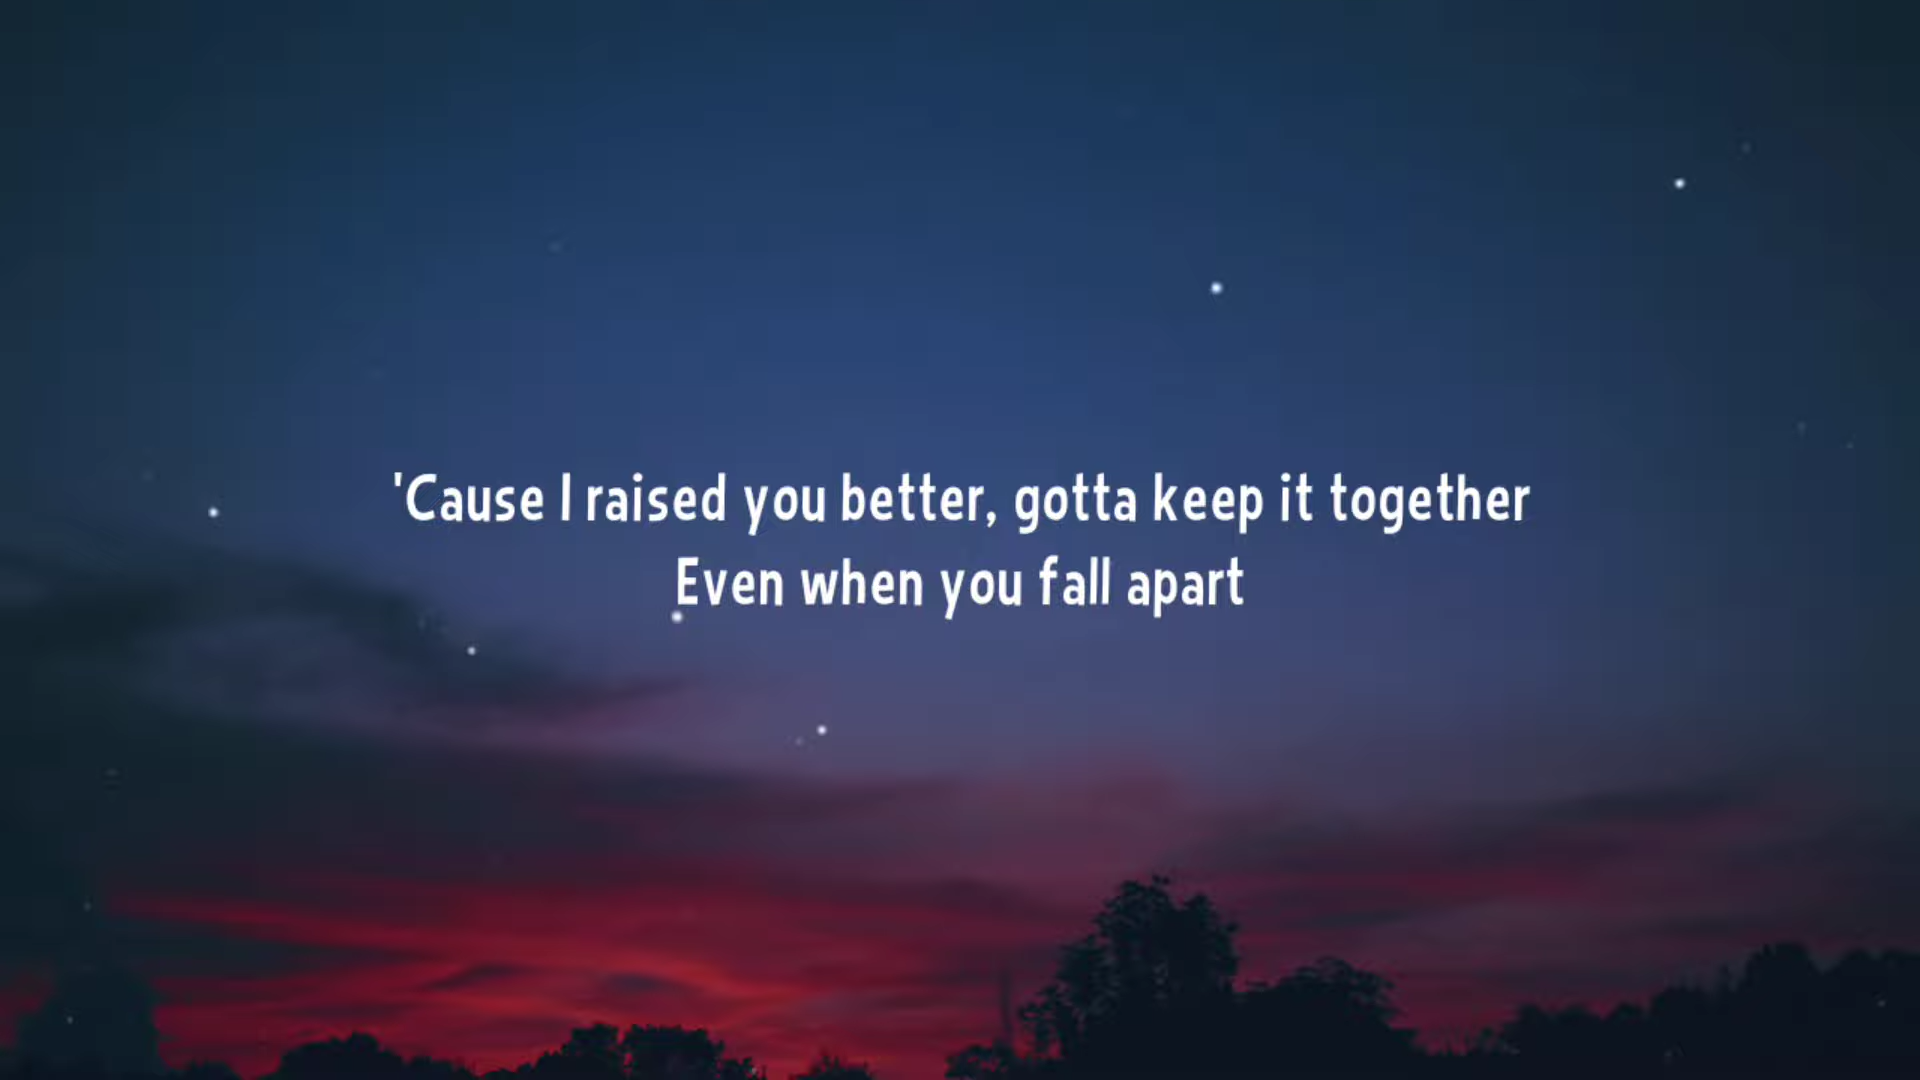 'Cause I raised you better, gotta keep it together
Even when you fall apart